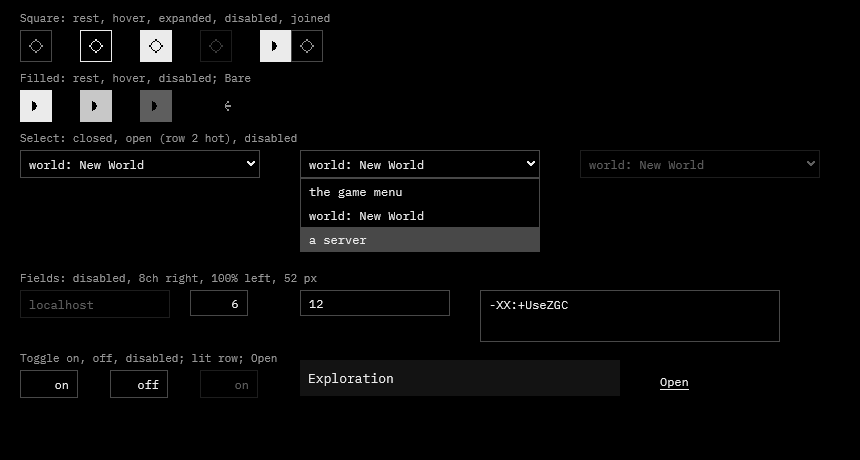 Square: rest, hover, expanded, disabled, joined
Filled: rest, hover, disabled; Bare
Select: closed, open (row 2 hot), disabled
world: New World
world: New World
world: New World
the game menu
world: New World
a server
Fields: disabled, 8ch right, 100% left, 52 px
localhost
6
12
-XX:+UseZGC
Toggle on, off, disabled; lit row; Open
on
off
on
Exploration
Open